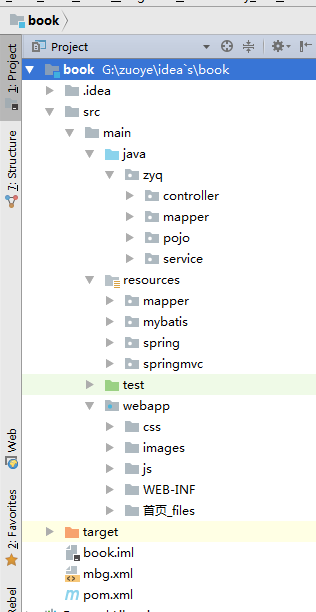 book
Project
book G:\zuoye\idea`s\book
.idea
src
main
java
zyq
controller
mapper
pojo
service
resources
mapper
mybatis
spring
springmvc
test
webapp
css
images
js
WEB-INF
首页_files
target
book.iml
mbg.xml
pom.xml
1: Project
7: Structure
Web
2: Favorites